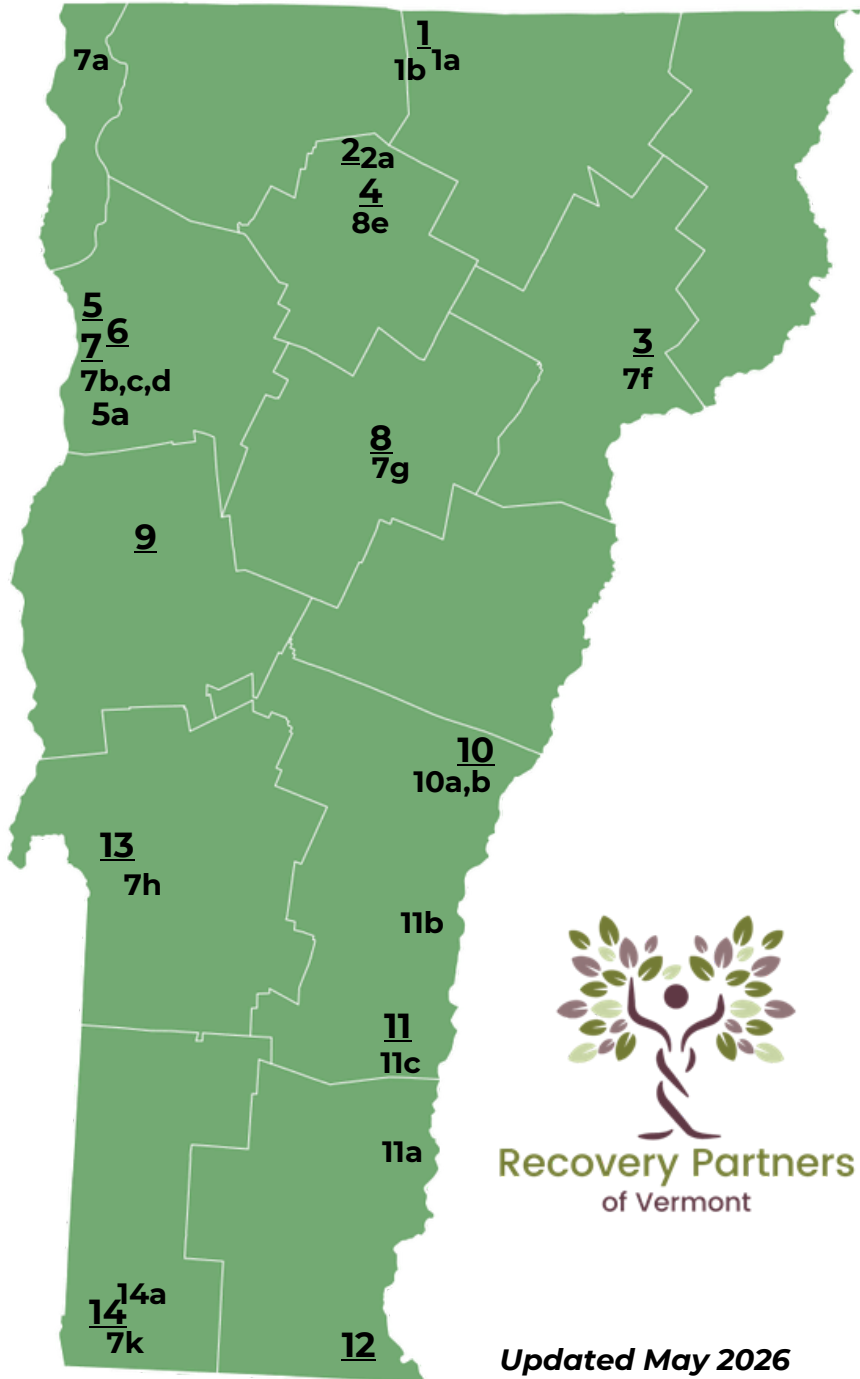 1
7a
1b 1a
2 2a
4
8e
5
6
7
3
7b,c,d
7f
5a
8
7g
9
10
10a,b
13
7h
11b
11
11c
11a
Recovery Partners
of Vermont
14a
14
7k
12
Updated May 2026